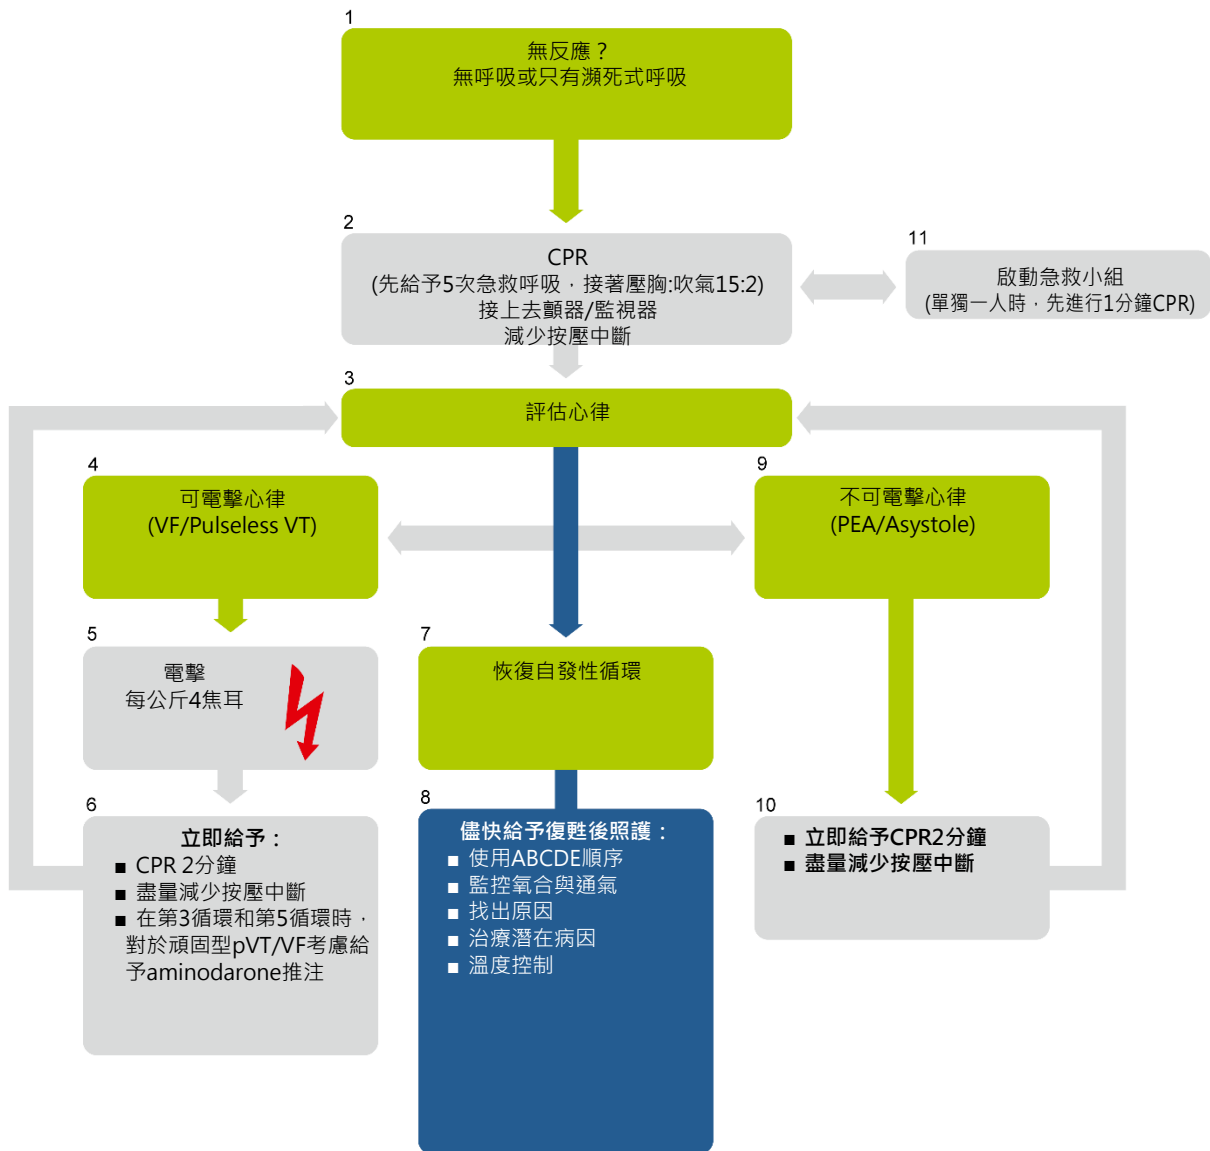 1
無反應？
無呼吸或只有瀕死式呼吸
2
CPR
(先給予5次急救呼吸，接著壓胸:吹氣15:2)
接上去顫器/監視器
減少按壓中斷
11
啟動急救小組
(單獨一人時，先進行1分鐘CPR)
3
評估心律
4
可電擊心律
(VF/Pulseless VT)
9
不可電擊心律
(PEA/Asystole)
5
電擊
每公斤4焦耳
7
恢復自發性循環
6
立即給予：
■ CPR 2分鐘
■ 盡量減少按壓中斷
■ 在第3循環和第5循環時，
對於頑固型pVT/VF考慮給
予aminodarone推注
8
儘快給予復甦後照護：
■ 使用ABCDE順序
■ 監控氧合與通氣
■ 找出原因
■ 治療潛在病因
■ 溫度控制
10
■ 立即給予CPR2分鐘
■ 盡量減少按壓中斷